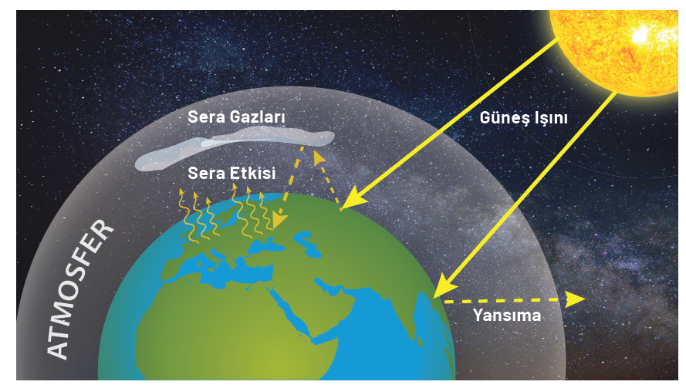 Sera Gazları
Güneş Işını
Sera Etkisi
ATMOSFER
Yansıma